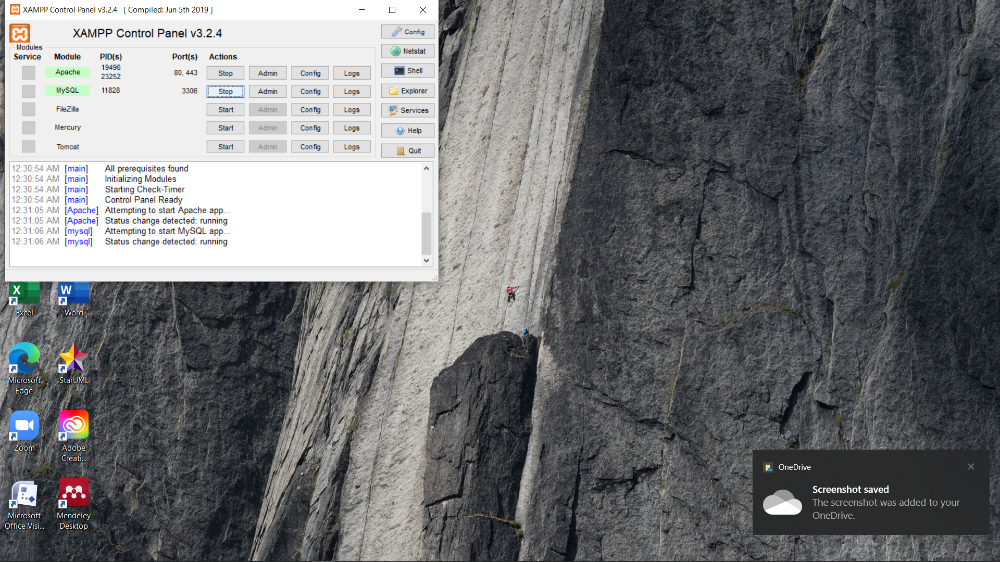 XAMPP Control Panel v3.2.4 [ Compiled: Jun 5th 2019 ]
XAMPP Control Panel v3.2.4
Config
Modules
Service Module PID(s) Port(s) Actions
Netstat
Apache 19496 23252 80, 443 Stop Admin Config Logs
Shell
MySQL 11828 3306 Stop Admin Config Logs
Explorer
FileZilla Start Admin Config Logs
Services
Mercury Start Admin Config Logs
Help
Tomcat Start Admin Config Logs
Quit
12:30:54 AM [main] All prerequisites found
12:30:54 AM [main] Initializing Modules
12:30:54 AM [main] Starting Check-Timer
12:30:54 AM [main] Control Panel Ready
12:31:05 AM [Apache] Attempting to start Apache app...
12:31:05 AM [Apache] Status change detected: running
12:31:06 AM [mysql] Attempting to start MySQL app...
12:31:06 AM [mysql] Status change detected: running
X W
Excel Word
Microsoft Edge
StarUML
Zoom
Adobe Creati...
Microsoft Office Visi...
Mendeley Desktop
OneDrive
Screenshot saved
The screenshot was added to your
OneDrive.